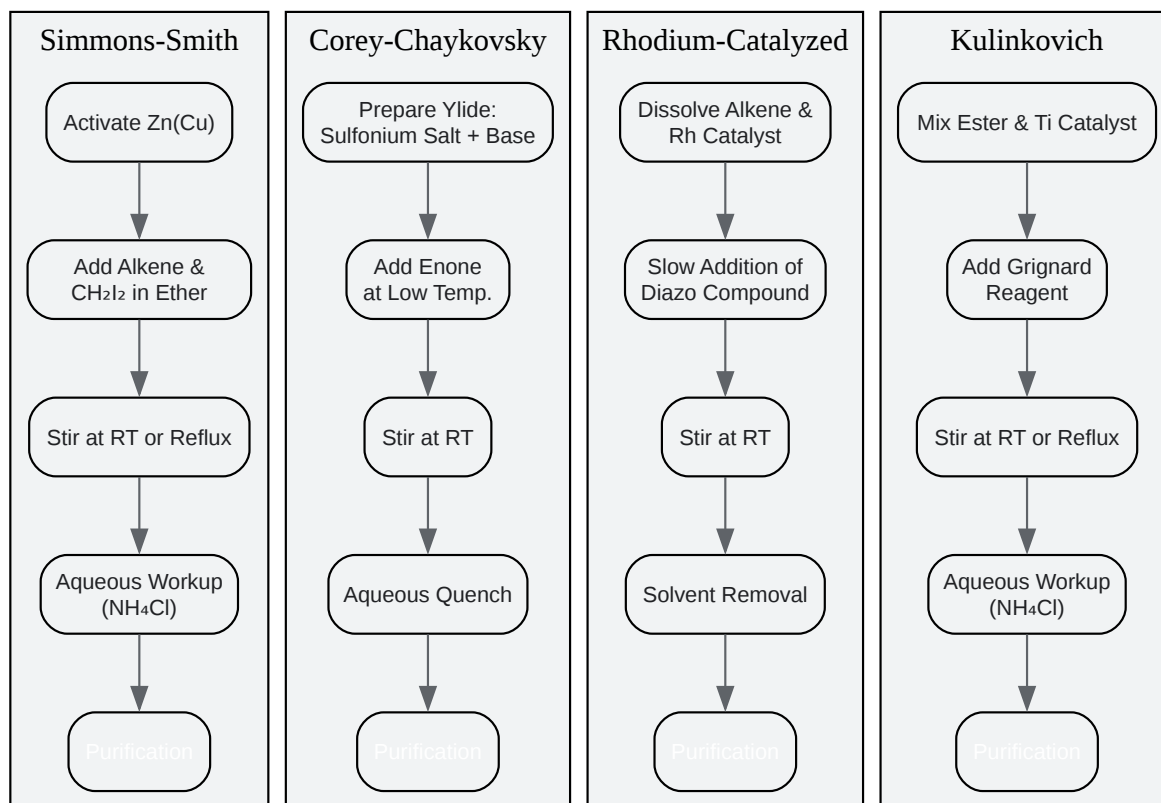 Simmons-Smith
Activate Zn(Cu)
Add Alkene &
CH₂I₂ in Ether
Stir at RT or Reflux
Aqueous Workup
(NH₄Cl)
Purification
Corey-Chaykovsky
Prepare Ylide:
Sulfonium Salt + Base
Add Enone
at Low Temp.
Stir at RT
Aqueous Quench
Purification
Rhodium-Catalyzed
Dissolve Alkene &
Rh Catalyst
Slow Addition of
Diazo Compound
Stir at RT
Solvent Removal
Purification
Kulinkovich
Mix Ester & Ti Catalyst
Add Grignard
Reagent
Stir at RT or Reflux
Aqueous Workup
(NH₄Cl)
Purification